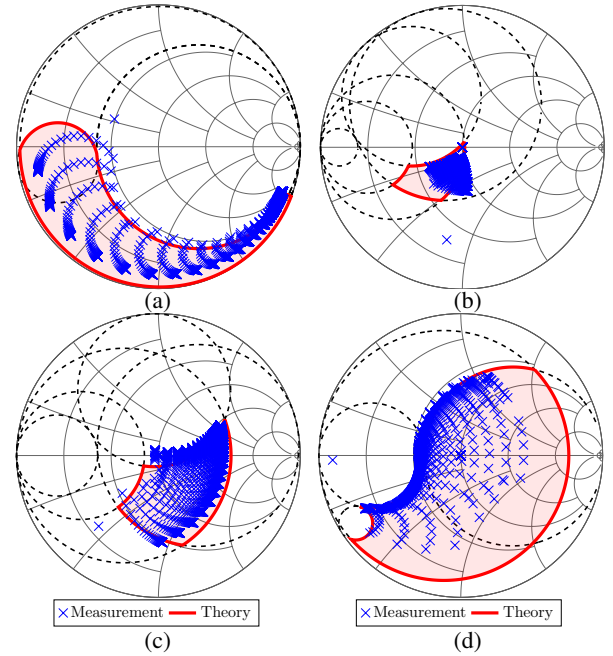 (a) (b)
× Measurement — Theory × Measurement — Theory
(c) (d)